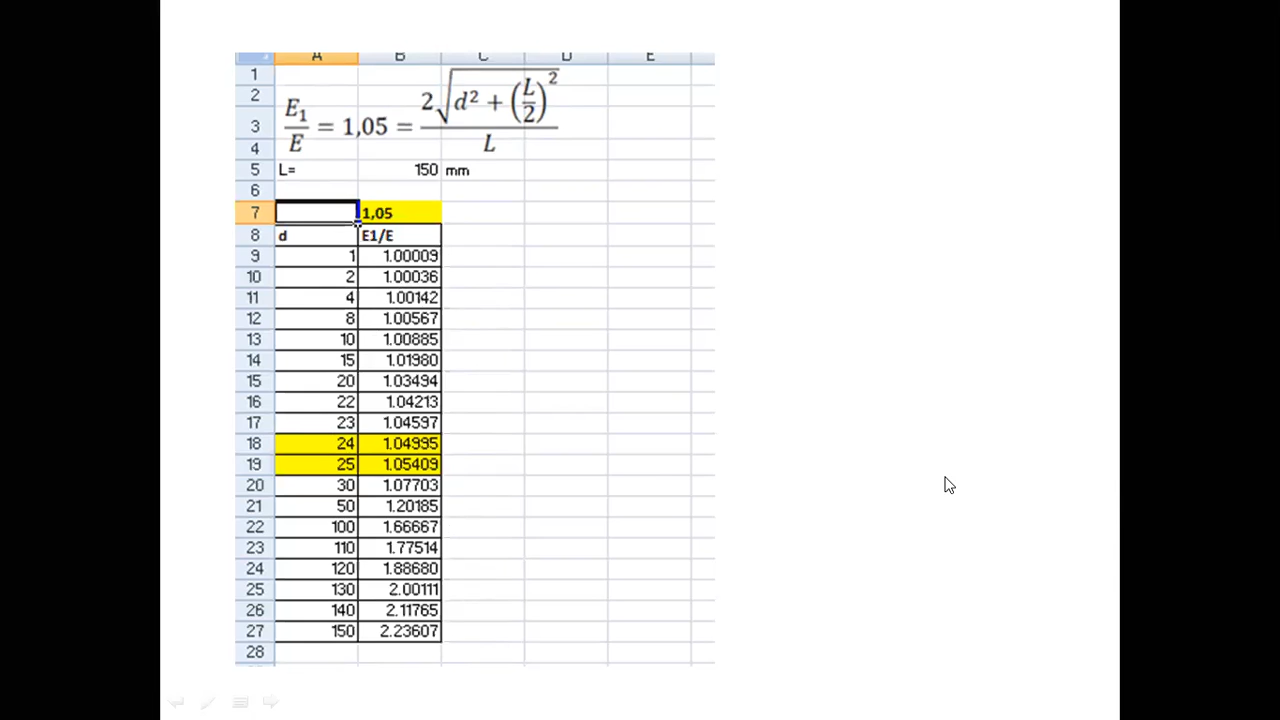 A B C D E
1
2
3
4
E₁/E = 1,05 = 2√(d² + (L/2)²)/L
5 L= 150 mm
6
7 1,05
8 d E1/E
9 1 1.00009
10 2 1.00036
11 4 1.00142
12 8 1.00567
13 10 1.00885
14 15 1.01980
15 20 1.03494
16 22 1.04213
17 23 1.04597
18 24 1.04995
19 25 1.05409
20 30 1.07703
21 50 1.20185
22 100 1.66667
23 110 1.77514
24 120 1.88680
25 130 2.00111
26 140 2.11765
27 150 2.23607
28